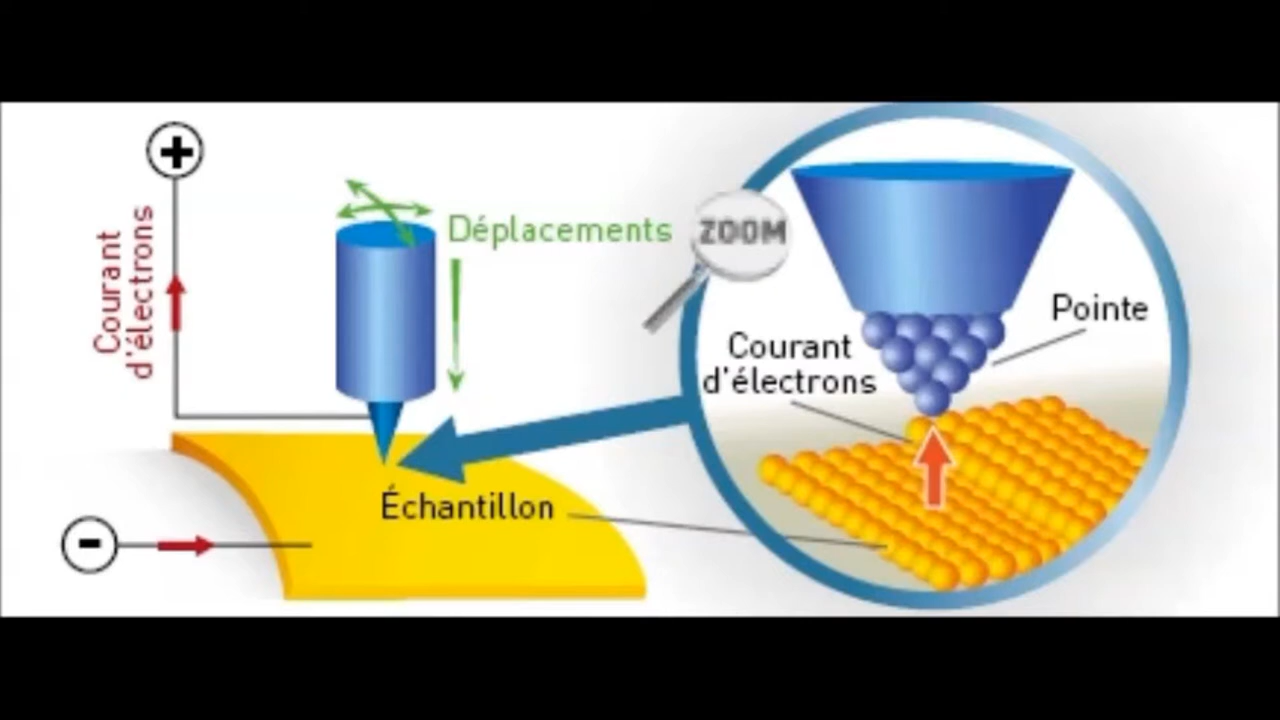 +
Courant
d'électrons
Déplacements
ZOOM
Pointe
Courant
d'électrons
Échantillon
-